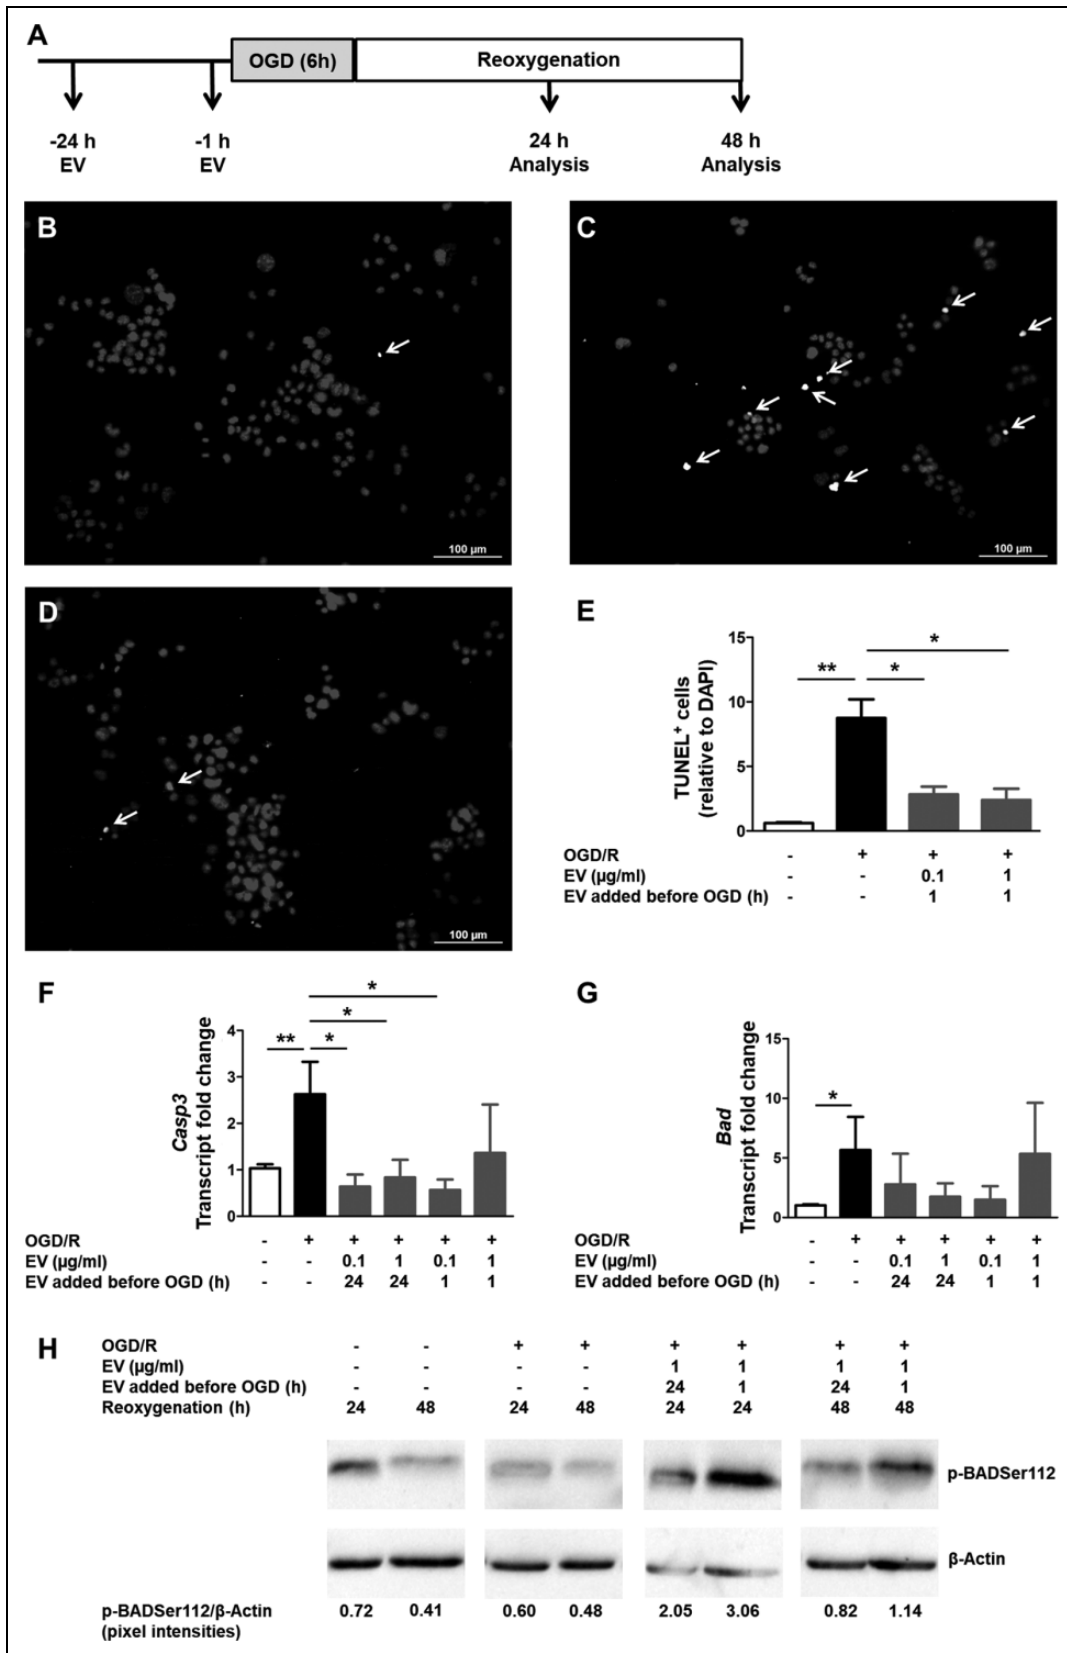 A
OGD (6h)
Reoxygenation
-24 h
EV
-1 h
EV
24 h
Analysis
48 h
Analysis
B
100 µm
C
100 µm
D
100 µm
E
TUNEL+ cells
(relative to DAPI)
15
10
5
0
** * *
OGD/R - + + +
EV (µg/ml) - - 0.1 1
EV added before OGD (h) - - 1 1
F
Casp3
Transcript fold change
4
3
2
1
0
** * * *
OGD/R - + + + + +
EV (µg/ml) - - 0.1 1 0.1 1
EV added before OGD (h) - - 24 24 1 1
G
Bad
Transcript fold change
15
10
5
0
*
OGD/R - + + + + +
EV (µg/ml) - - 0.1 1 0.1 1
EV added before OGD (h) - - 24 24 1 1
H
OGD/R - - + + + + + +
EV (µg/ml) - - - - 1 1 1 1
EV added before OGD (h) - - - - 24 1 24 1
Reoxygenation (h) 24 48 24 48 24 24 48 48
p-BADSer112
β-Actin
p-BADSer112/β-Actin 0.72 0.41 0.60 0.48 2.05 3.06 0.82 1.14
(pixel intensities)